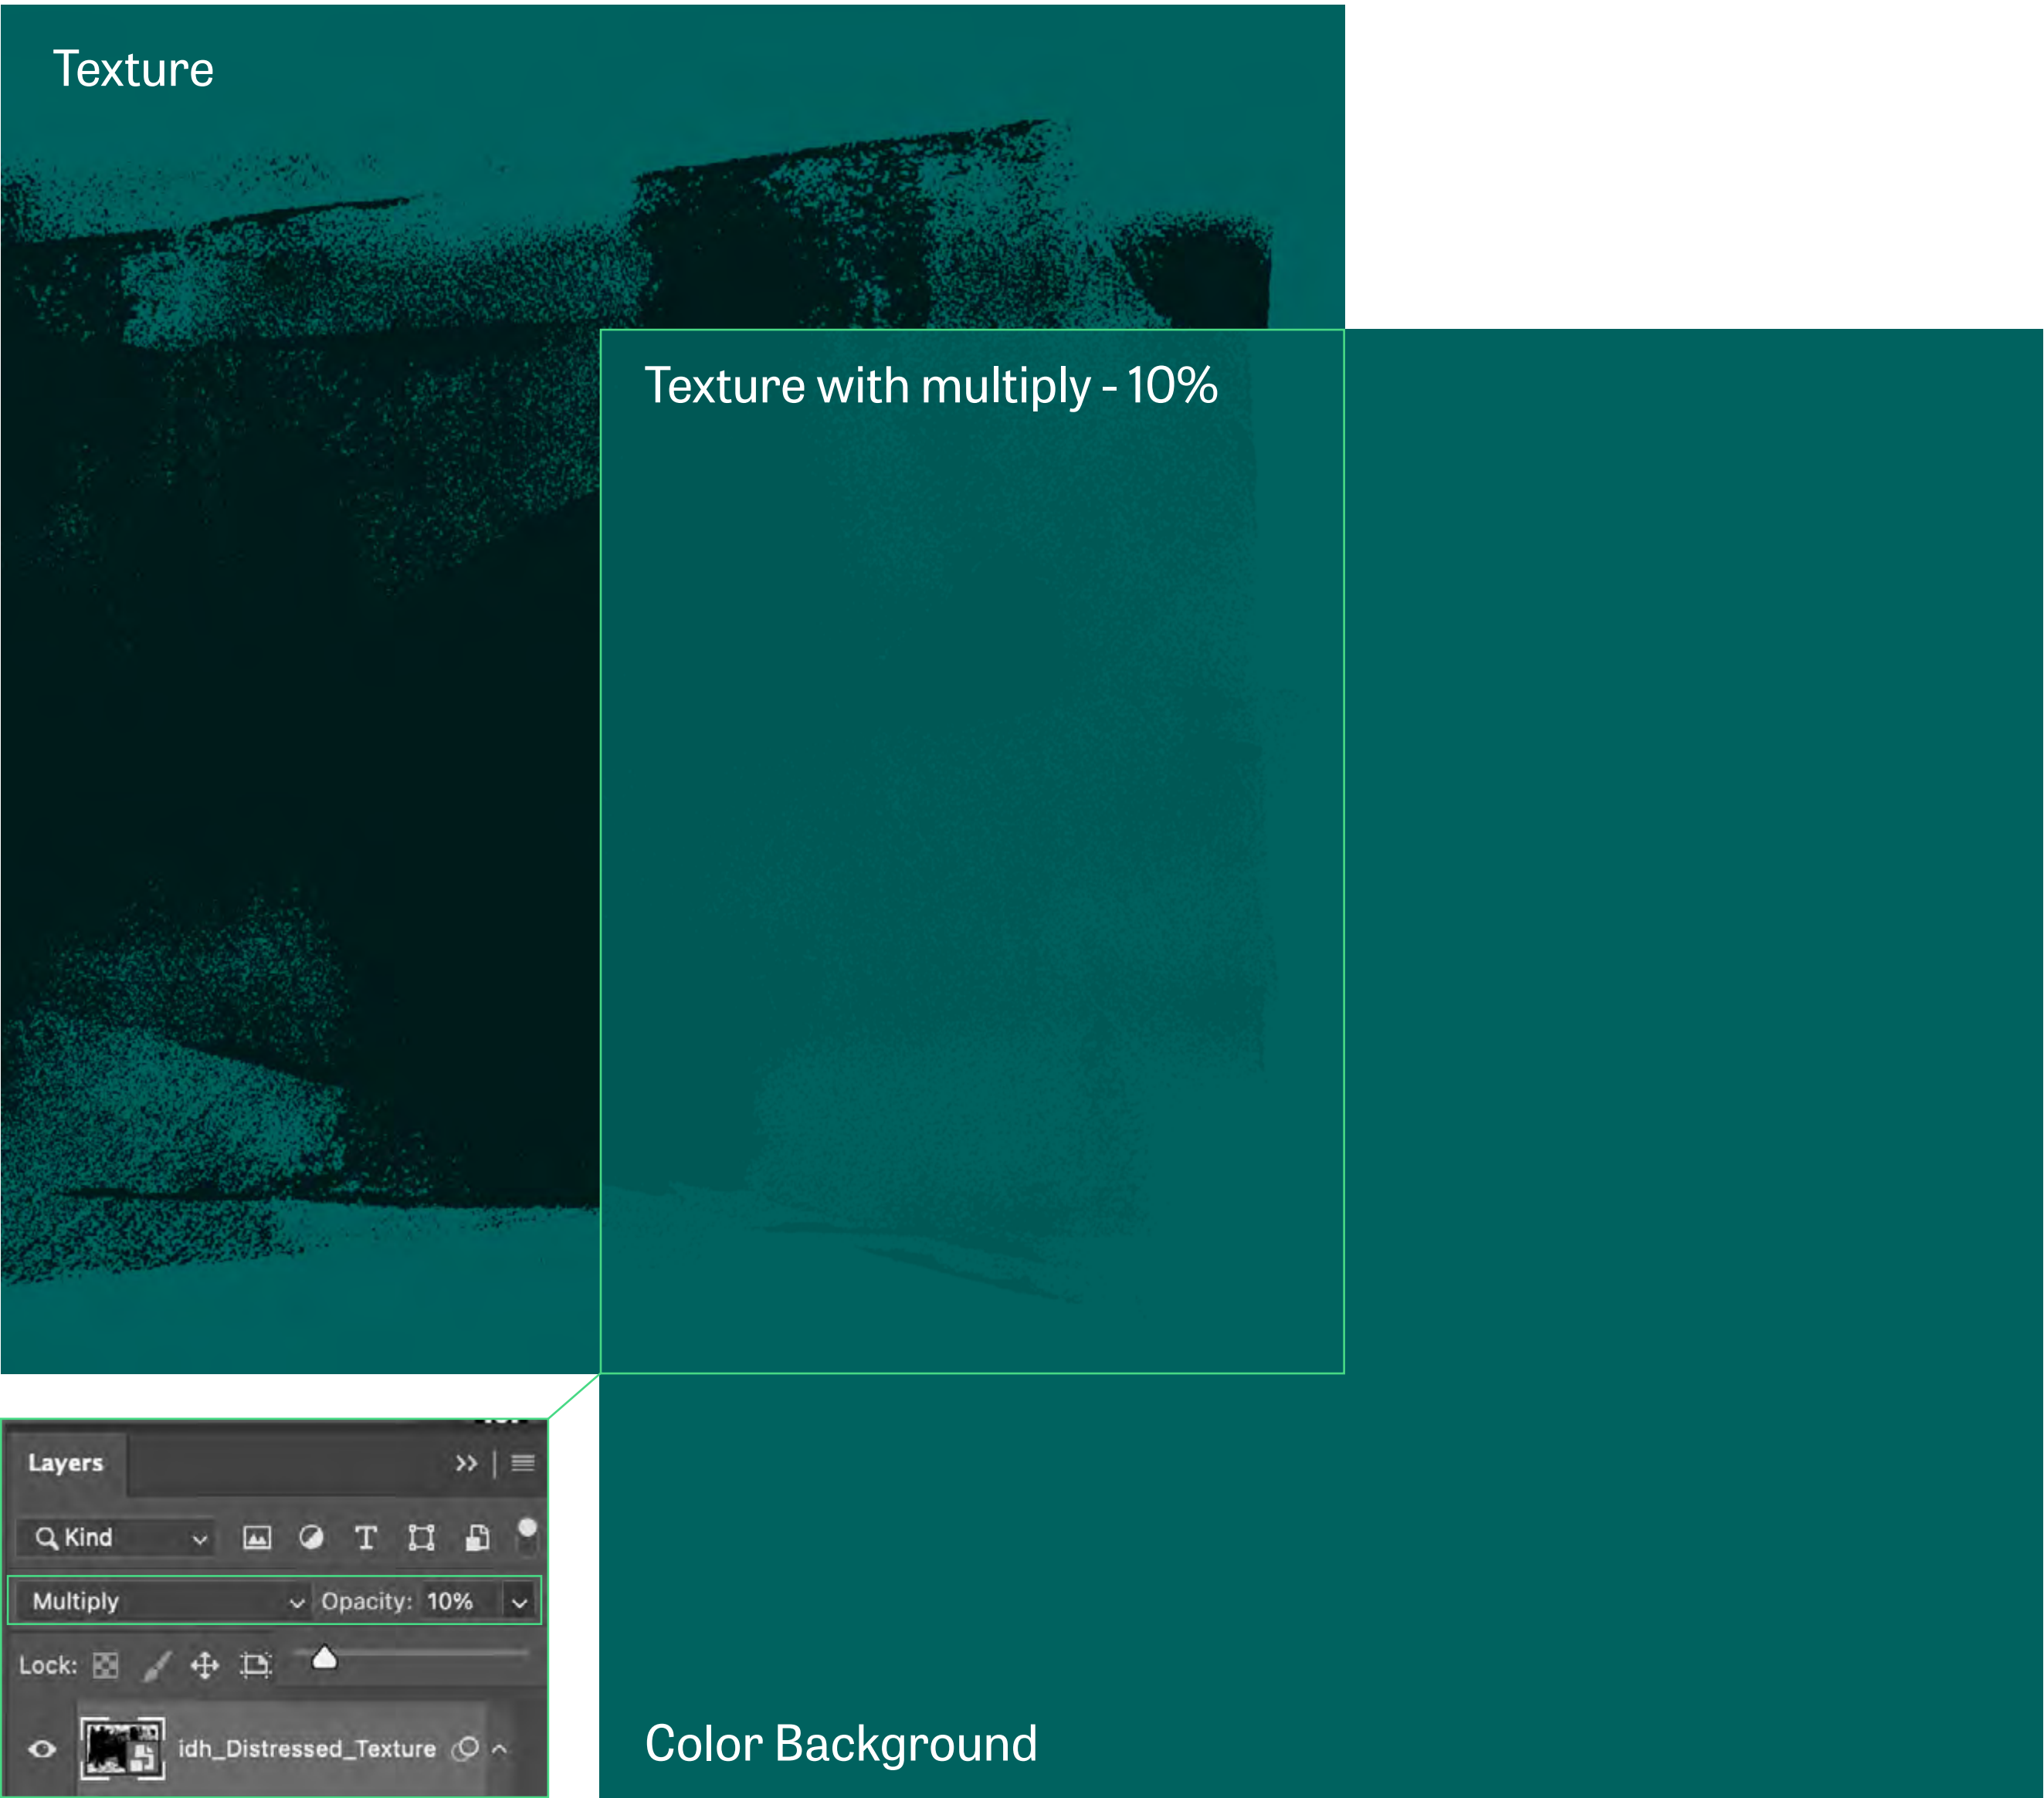 Texture
Texture with multiply - 10%
Layers
Kind
Multiply
Opacity: 10%
Lock:
idh_Distressed_Texture
Color Background